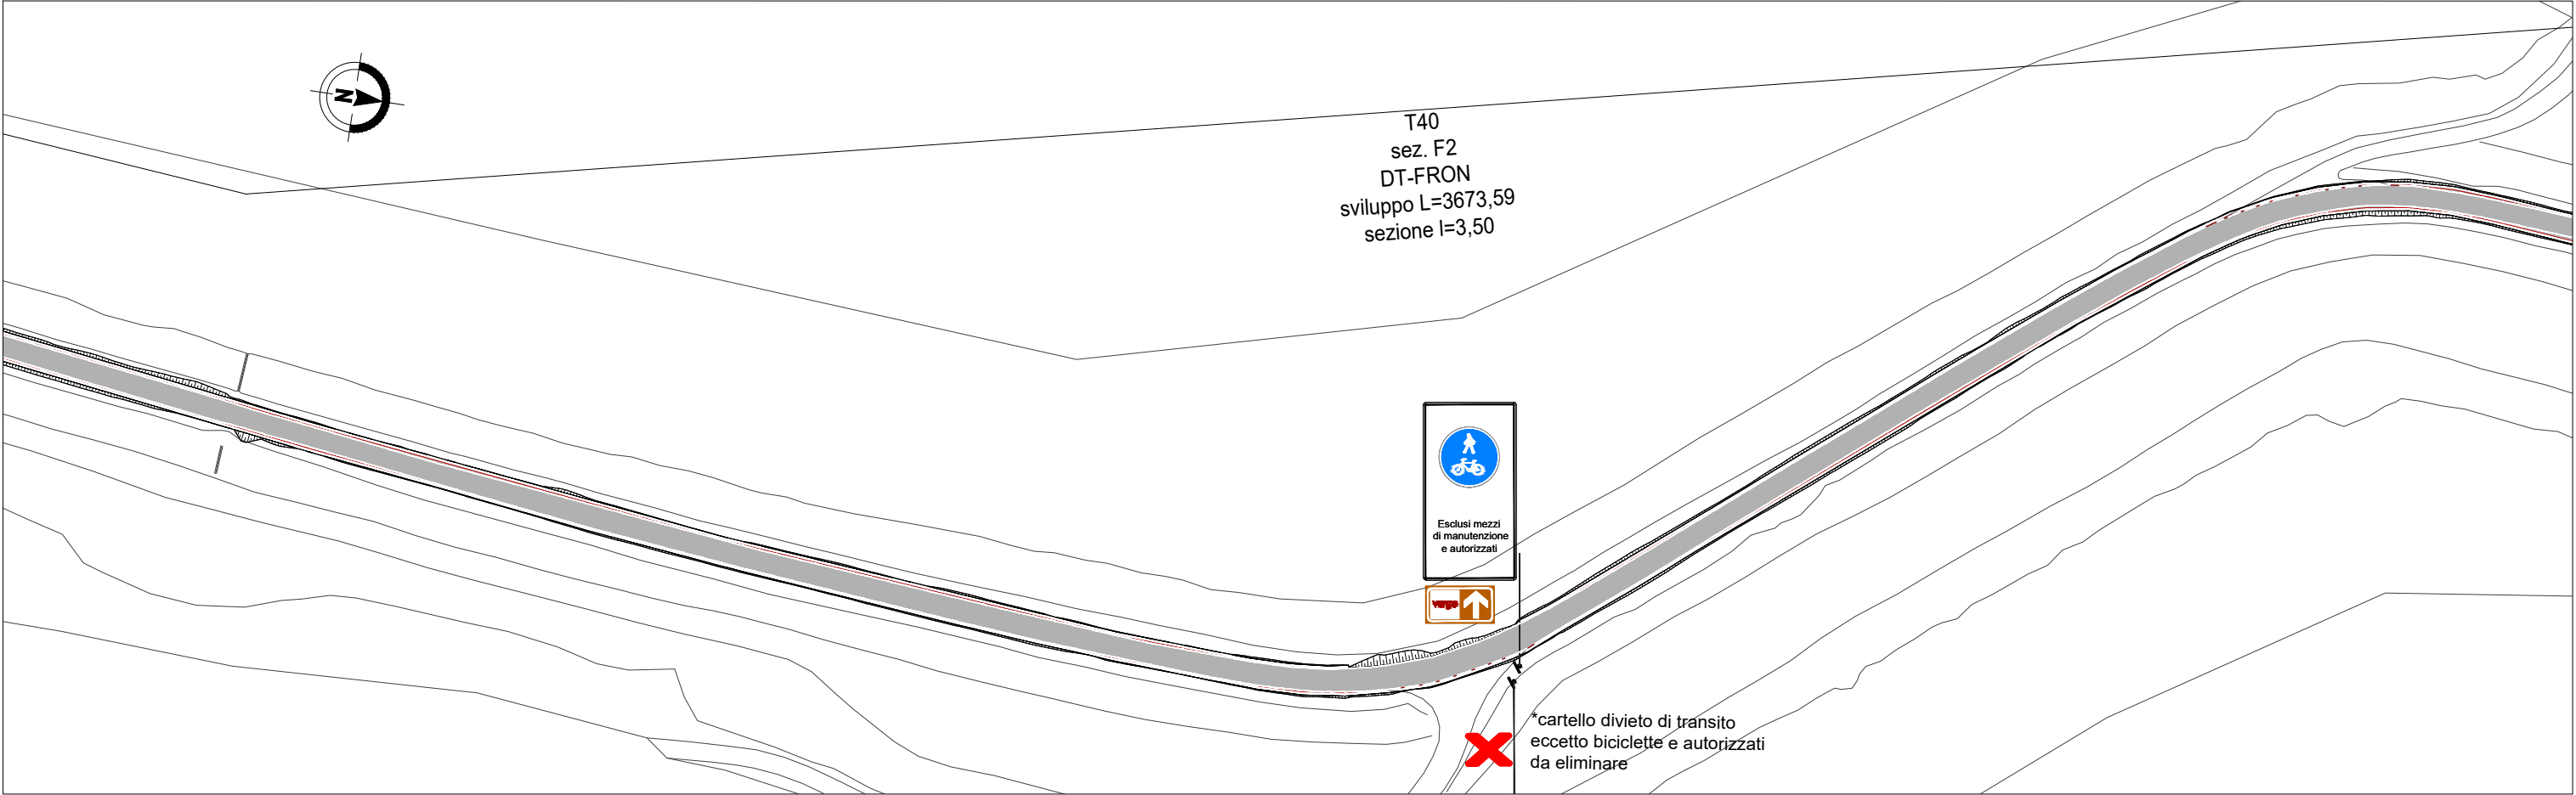 N
T40
sez. F2
DT-FRON
sviluppo L=3673,59
sezione l=3,50
Esclusi mezzi
di manutenzione
e autorizzati
vento
*cartello divieto di transito
eccetto biciclette e autorizzati
da eliminare